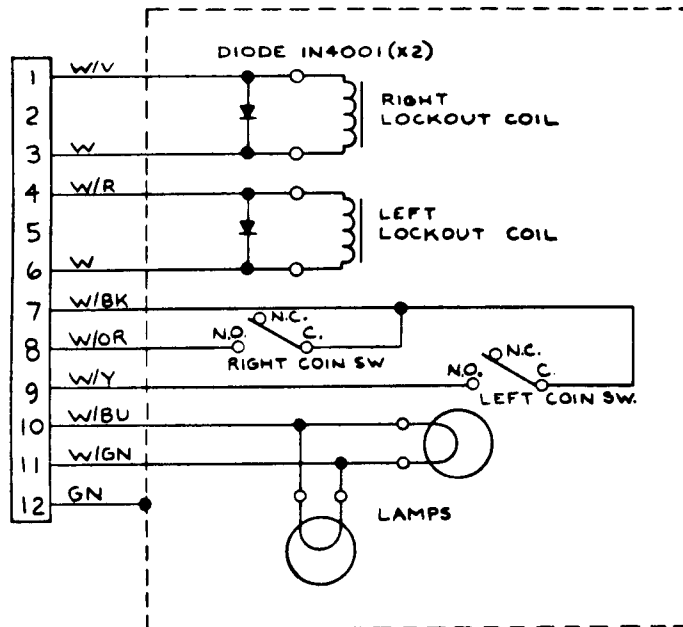 DIODE IN4001(X2)
1 W/V
2
RIGHT
LOCKOUT COIL
3 W
4 W/R
5
LEFT
LOCKOUT COIL
6 W
7 W/BK
N.C.
8 W/OR N.O. C.
RIGHT COIN SW
N.C.
9 W/Y N.O. C.
LEFT COIN SW.
10 W/BU
11 W/GN
12 GN
LAMPS